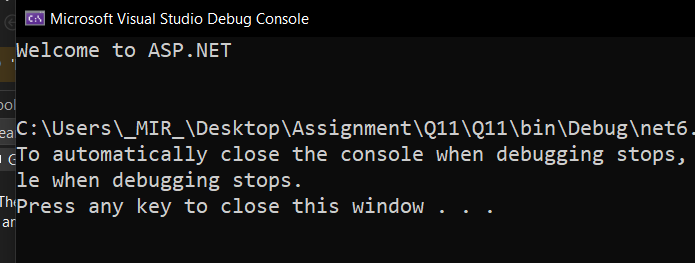 Microsoft Visual Studio Debug Console
Welcome to ASP.NET
C:\Users\_MIR_\Desktop\Assignment\Q11\Q11\bin\Debug\net6.
To automatically close the console when debugging stops,
le when debugging stops.
Press any key to close this window . . .